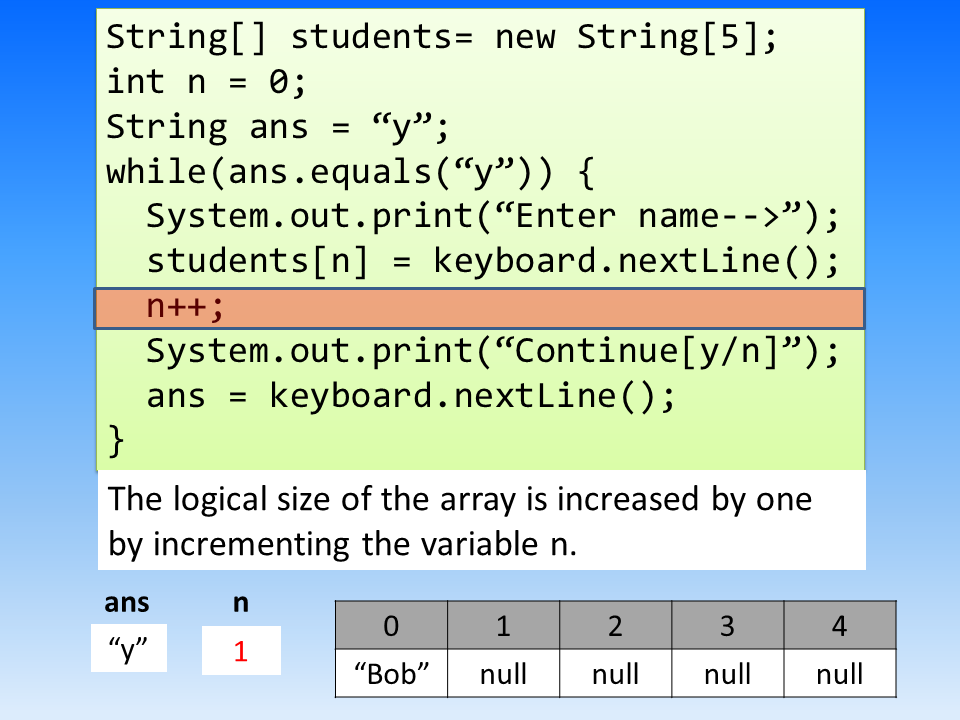 String[] students= new String[5];
int n = 0;
String ans = “y”;
while(ans.equals(“y”)) {
  System.out.print(“Enter name-->”);
  students[n] = keyboard.nextLine();
  n++;
  System.out.print(“Continue[y/n]”);
  ans = keyboard.nextLine();
}
The logical size of the array is increased by one
by incrementing the variable n.
ans n
0 1 2 3 4
“y” 1
“Bob” null null null null